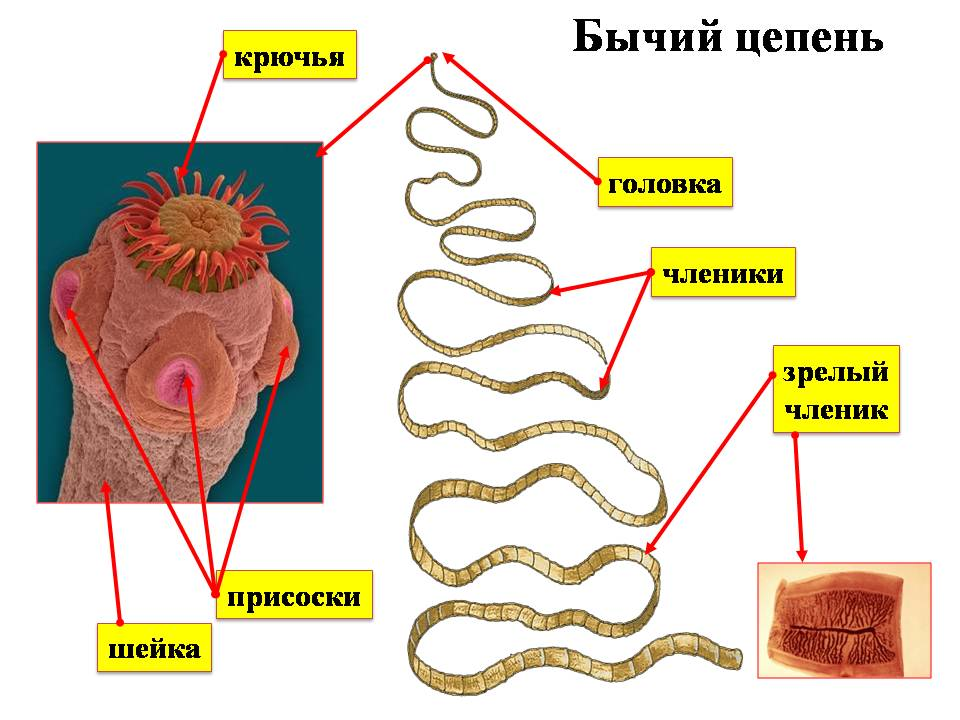 Бычий цепень
крючья
головка
членики
зрелый
членик
присоски
шейка